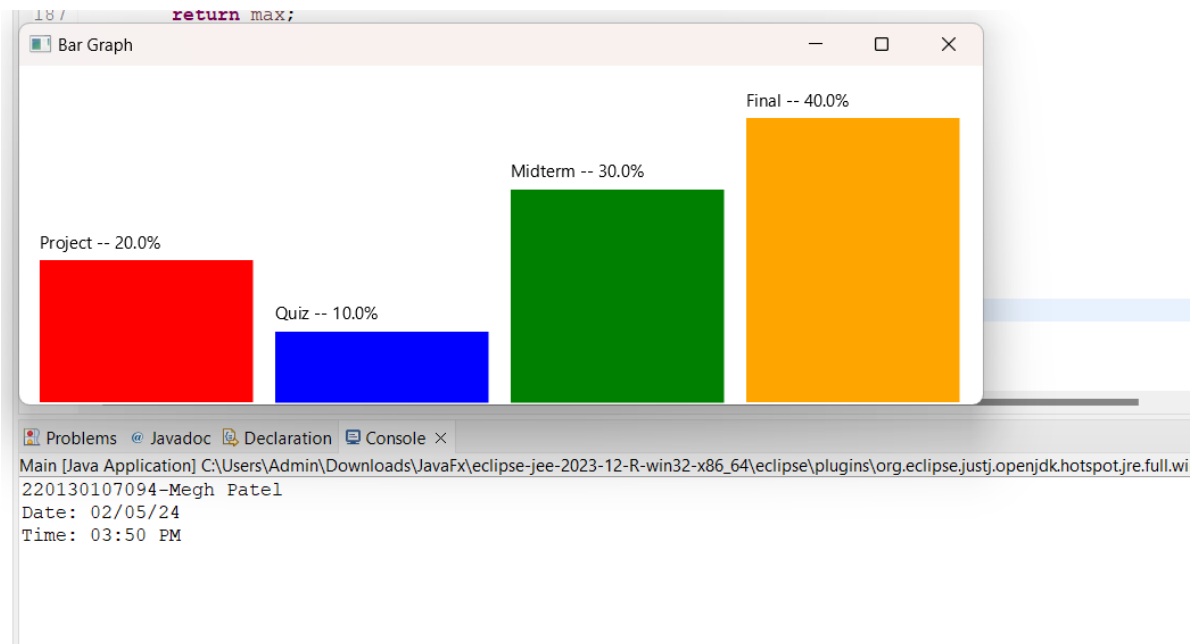 187 return max;
Bar Graph
Final -- 40.0%
Midterm -- 30.0%
Project -- 20.0%
Quiz -- 10.0%
Problems @ Javadoc Declaration Console
Main [Java Application] C:\Users\Admin\Downloads\JavaFx\eclipse-jee-2023-12-R-win32-x86_64\eclipse\plugins\org.eclipse.justj.openjdk.hotspot.jre.full.wi
220130107094-Megh Patel
Date: 02/05/24
Time: 03:50 PM